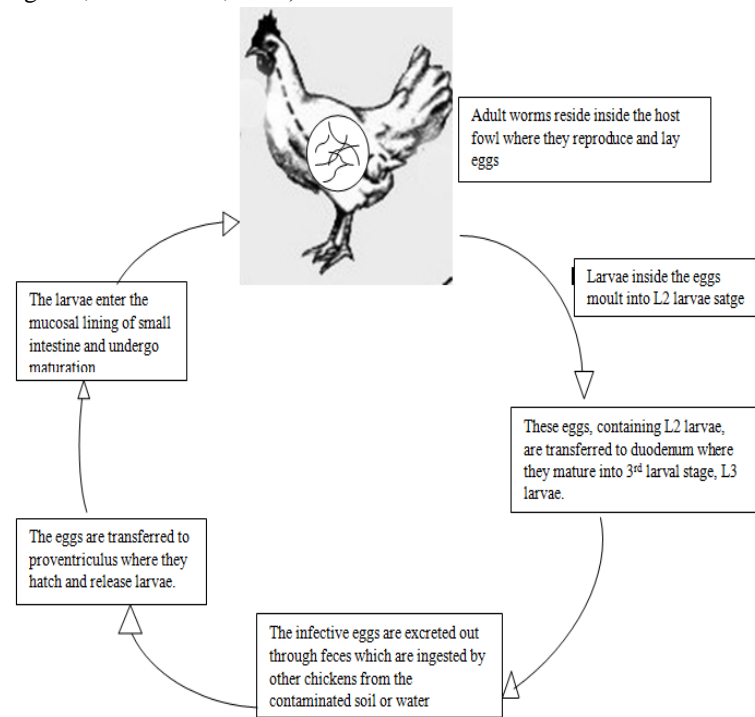 Adult worms reside inside the host
fowl where they reproduce and lay
eggs
Larvae inside the eggs
moult into L2 larvae satge
These eggs, containing L2 larvae,
are transferred to duodenum where
they mature into 3rd larval stage, L3
larvae.
The infective eggs are excreted out
through feces which are ingested by
other chickens from the
contaminated soil or water
The eggs are transferred to
proventriculus where they
hatch and release larvae.
The larvae enter the
mucosal lining of small
intestine and undergo
maturation